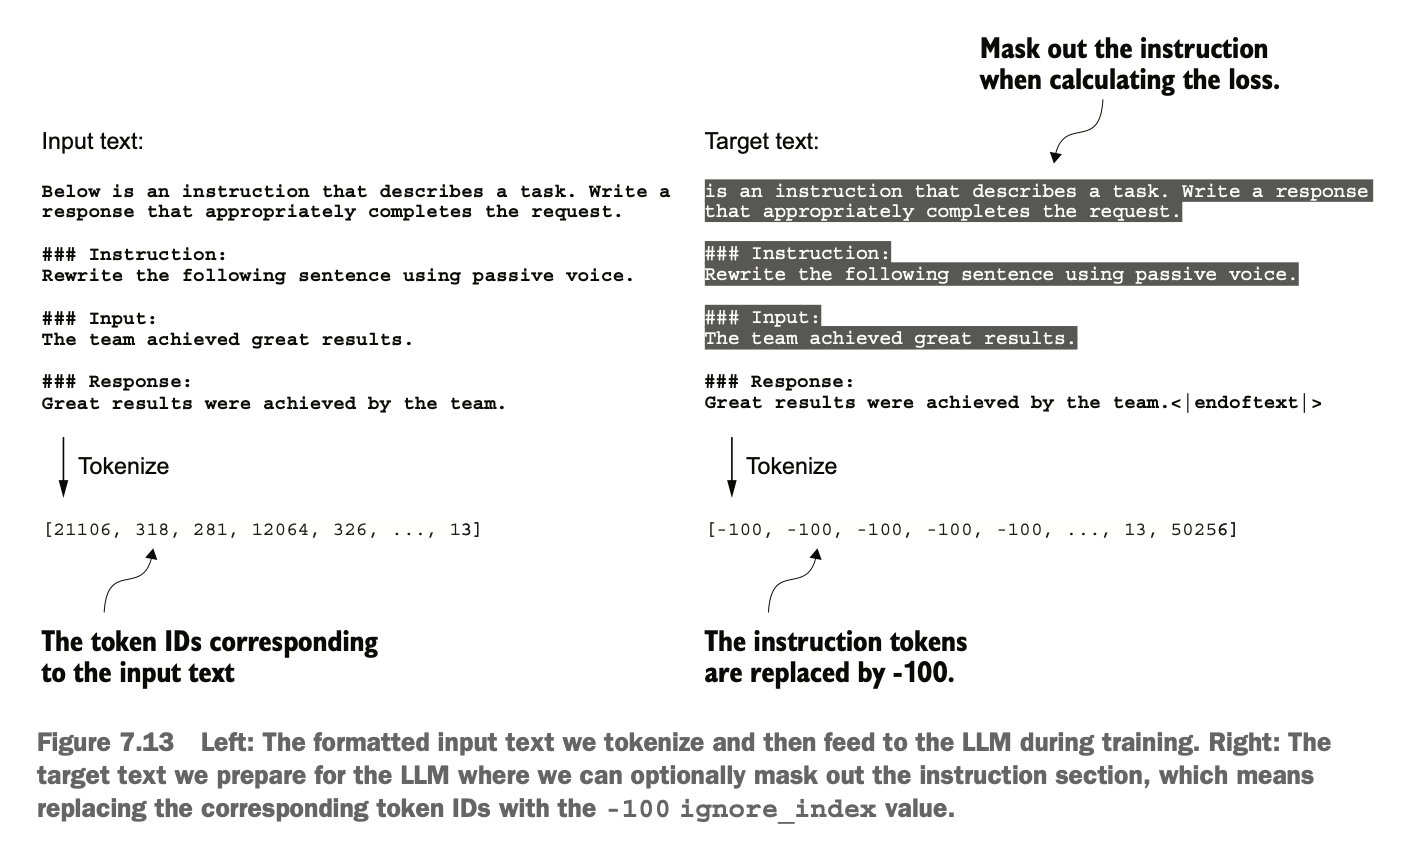 Mask out the instruction
when calculating the loss.
Input text:
Below is an instruction that describes a task. Write a
response that appropriately completes the request.
### Instruction:
Rewrite the following sentence using passive voice.
### Input:
The team achieved great results.
### Response:
Great results were achieved by the team.
Tokenize
[21106, 318, 281, 12064, 326, ..., 13]
The token IDs corresponding
to the input text
Target text:
is an instruction that describes a task. Write a response
that appropriately completes the request.
### Instruction:
Rewrite the following sentence using passive voice.
### Input:
The team achieved great results.
### Response:
Great results were achieved by the team.<|endoftext|>
Tokenize
[-100, -100, -100, -100, -100, ..., 13, 50256]
The instruction tokens
are replaced by -100.
Figure 7.13 Left: The formatted input text we tokenize and then feed to the LLM during training. Right: The
target text we prepare for the LLM where we can optionally mask out the instruction section, which means
replacing the corresponding token IDs with the -100 ignore_index value.